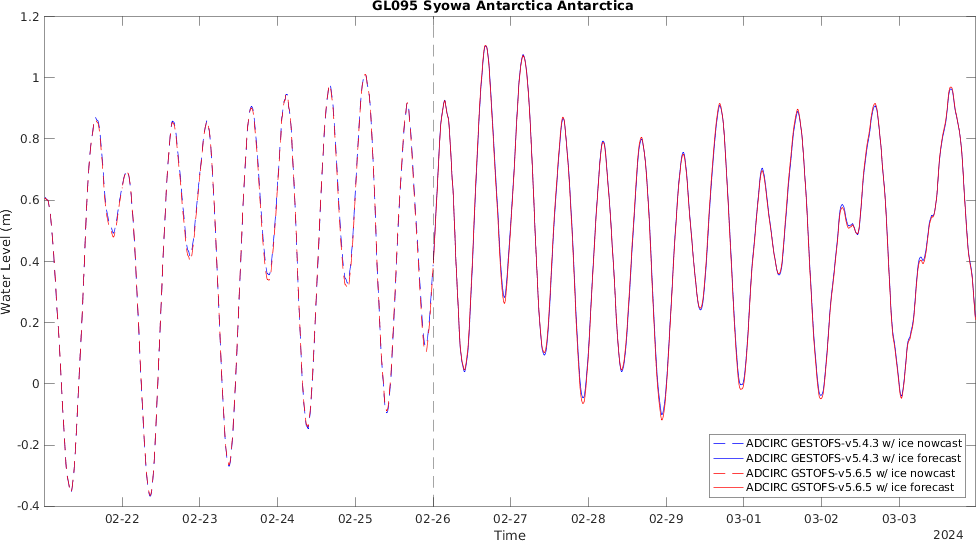 GL095 Syowa Antarctica Antarctica
1.2
1
0.8
0.6
0.4
0.2
0
-0.2
-0.4
Water Level (m)
ADCIRC GESTOFS-v5.4.3 w/ ice nowcast
ADCIRC GESTOFS-v5.4.3 w/ ice forecast
ADCIRC GSTOFS-v5.6.5 w/ ice nowcast
ADCIRC GSTOFS-v5.6.5 w/ ice forecast
02-22 02-23 02-24 02-25 02-26 02-27 02-28 02-29 03-01 03-02 03-03
Time
2024